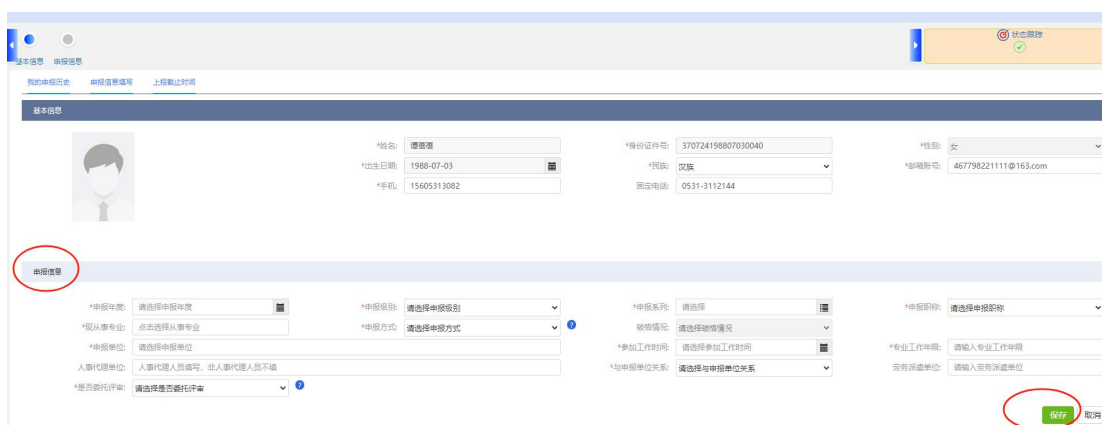 状态跟踪
基本信息 申报信息
我的申报历史 申报信息填写 上报截止时间
基本信息
*姓名: 谭蓓蓓 *身份证件号: 370724198807030040 *性别: 女
*出生日期: 1988-07-03 *民族: 汉族 *邮箱账号: 467798221111@163.com
*手机: 15605313082 固定电话: 0531-3112144
申报信息
*申报年度: 请选择申报年度 *申报级别: 请选择申报级别 *申报系列: 请选择 *申报职称: 请选择申报职称
*现从事专业: 点击选择从事专业 *申报方式: 请选择申报方式 破格情况: 请选择破格情况
*申报单位: 请选择申报单位 *参加工作时间: 请选择参加工作时间 *专业工作年限: 请输入专业工作年限
人事代理单位: 人事代理人员填写，非人事代理人员不填 *与申报单位关系: 请选择与申报单位关系 劳务派遣单位: 请输入劳务派遣单位
*是否委托评审: 请选择是否委托评审
保存 取消